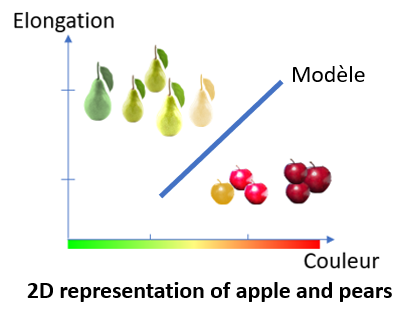 Elongation
Modèle
Couleur
2D representation of apple and pears